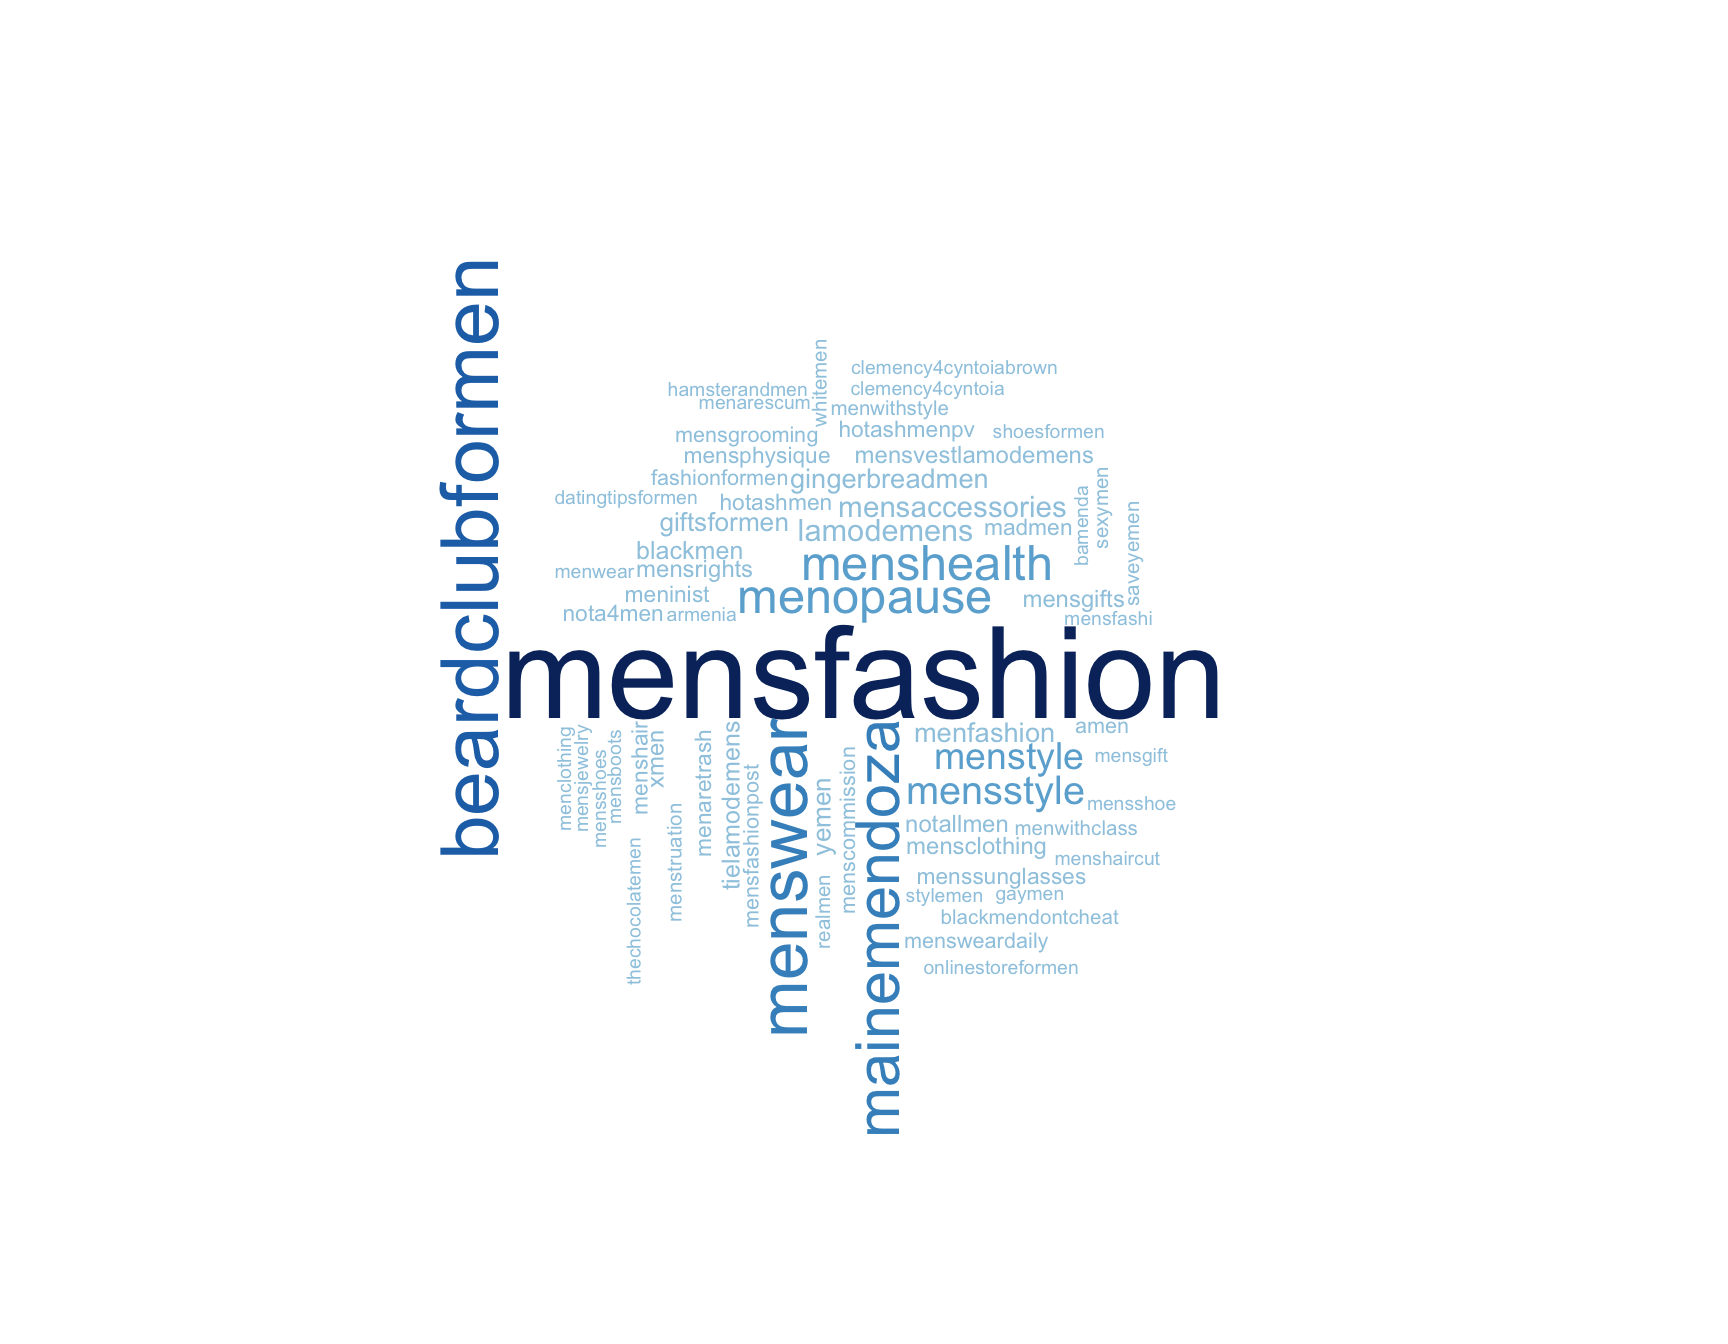 beardclubformen
whitemen
clemency4cyntoiabrown
hamsterandmen
clemency4cyntoia
menarescum
menwithstyle
hotashmenpv
shoesformen
mensgrooming
mensphysique
mensvestlamodemens
fashionformen
gingerbreadmen
datingtipsformen
hotashmen
mensaccessories
bamenda
sexymen
saveyemen
giftsformen
lamodemens
madmen
blackmen
menshealth
menwear
mensrights
meninist
menopause
mensgifts
nota4men
armenia
mensfashi
mensfashion
menclothing
mensjewelry
mensshoes
mensboots
menshair
xmen
menstruation
menaretrash
tielamodemens
mensfashionpost
menswear
yemen
menscommission
mainemendoza
menfashion
amen
menstyle
mensgift
mensstyle
mensshoe
notallmen
menwithclass
mensclothing
menshaircut
thechocolatemen
realmen
menssunglasses
stylemen
gaymen
blackmendontcheat
mensweardaily
onlinestoreformen